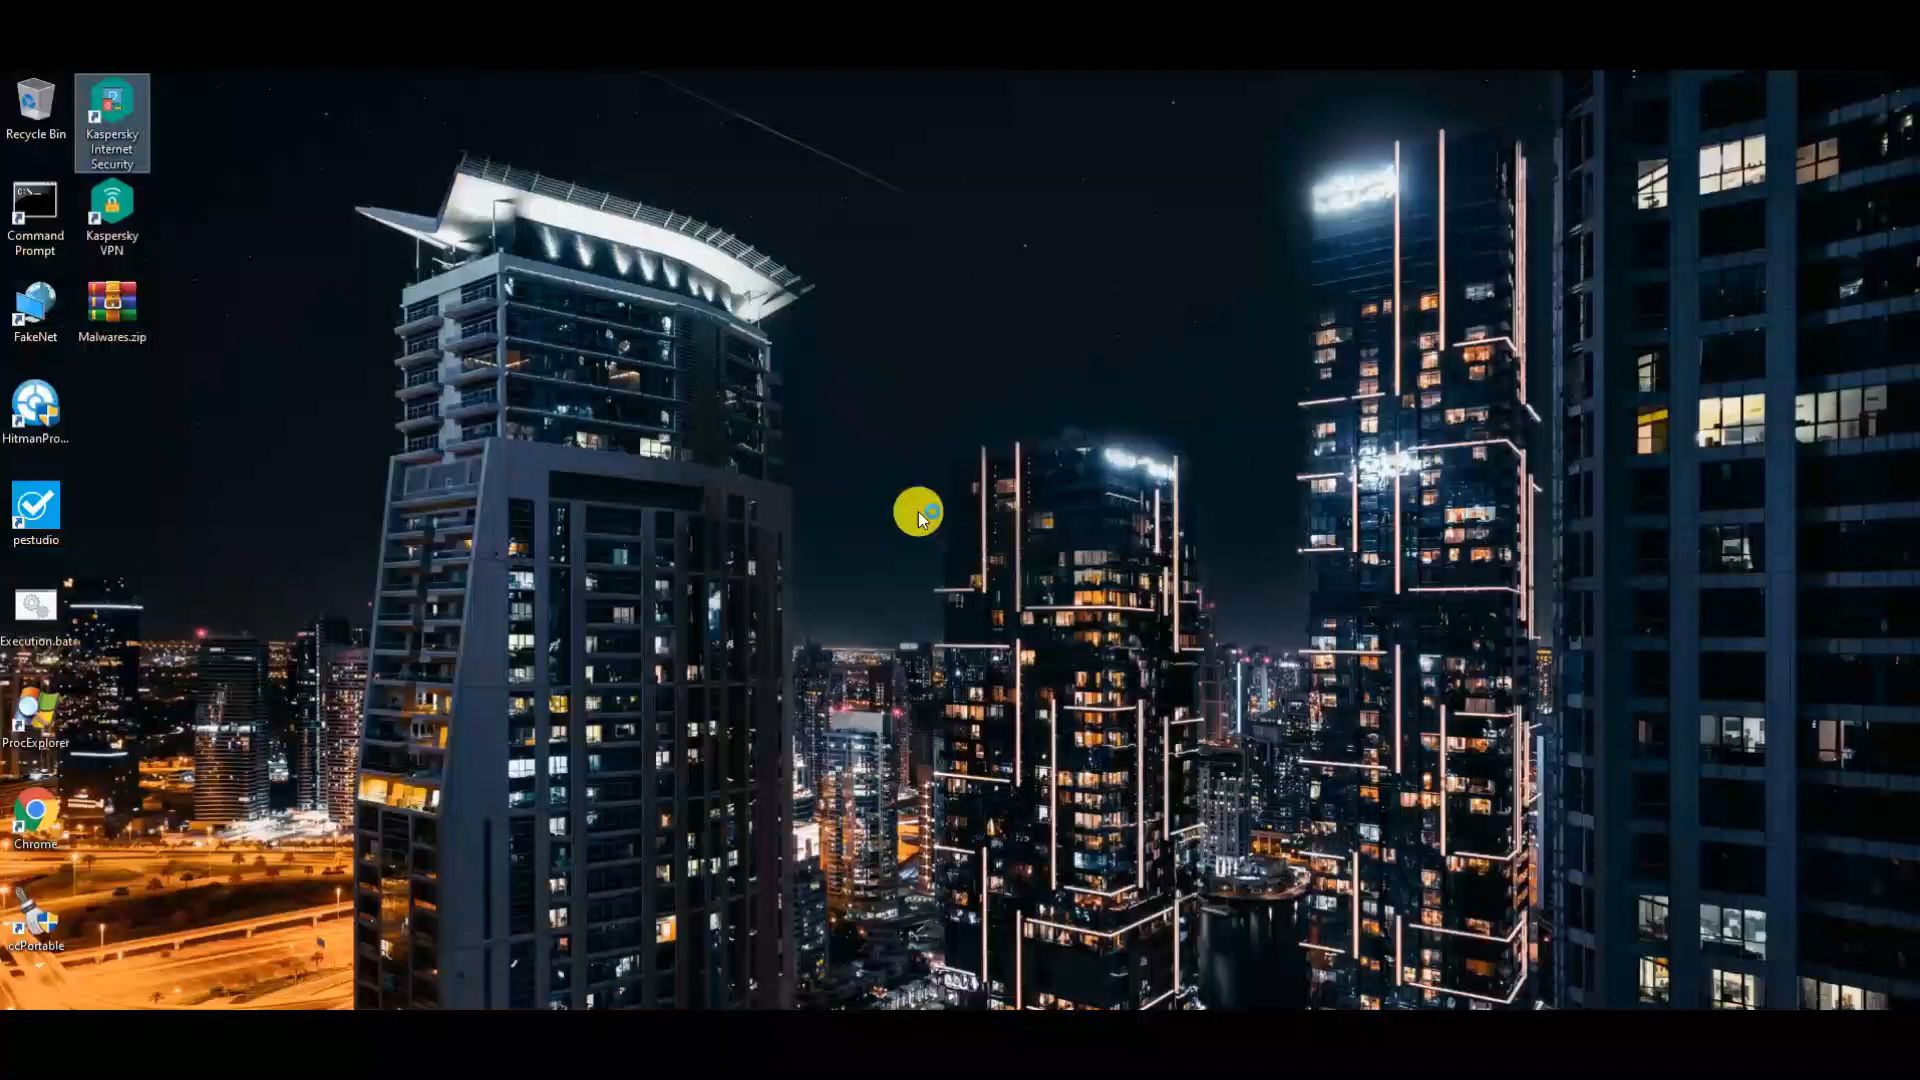 Recycle Bin
Kaspersky
Internet
Security
Command
Prompt
Kaspersky
VPN
FakeNet
Malwares.zip
HitmanPro...
pestudio
Execution.bat
ProcExplorer
Chrome
ccPortable